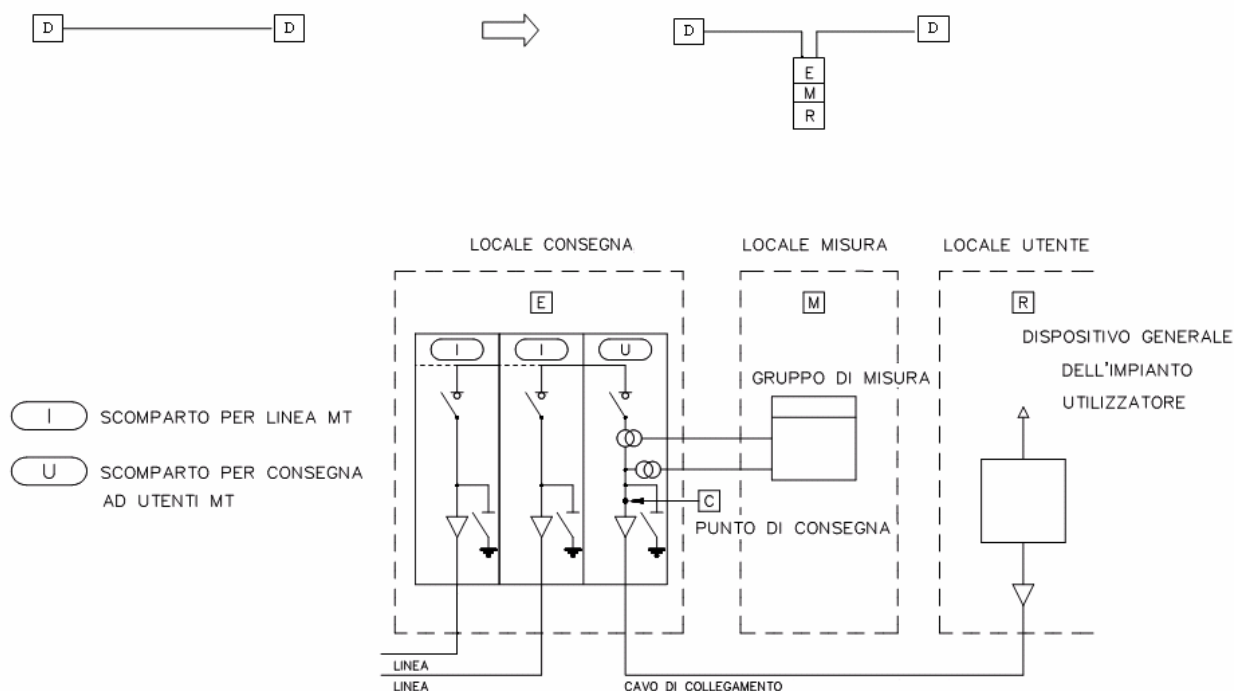 D
D
D
D
E
M
R
LOCALE CONSEGNA
LOCALE MISURA
LOCALE UTENTE
E
M
R
DISPOSITIVO GENERALE
DELL'IMPIANTO
UTILIZZATORE
I
I
U
GRUPPO DI MISURA
I
SCOMPARTO PER LINEA MT
U
SCOMPARTO PER CONSEGNA
AD UTENTI MT
C
PUNTO DI CONSEGNA
LINEA
LINEA
CAVO DI COLLEGAMENTO